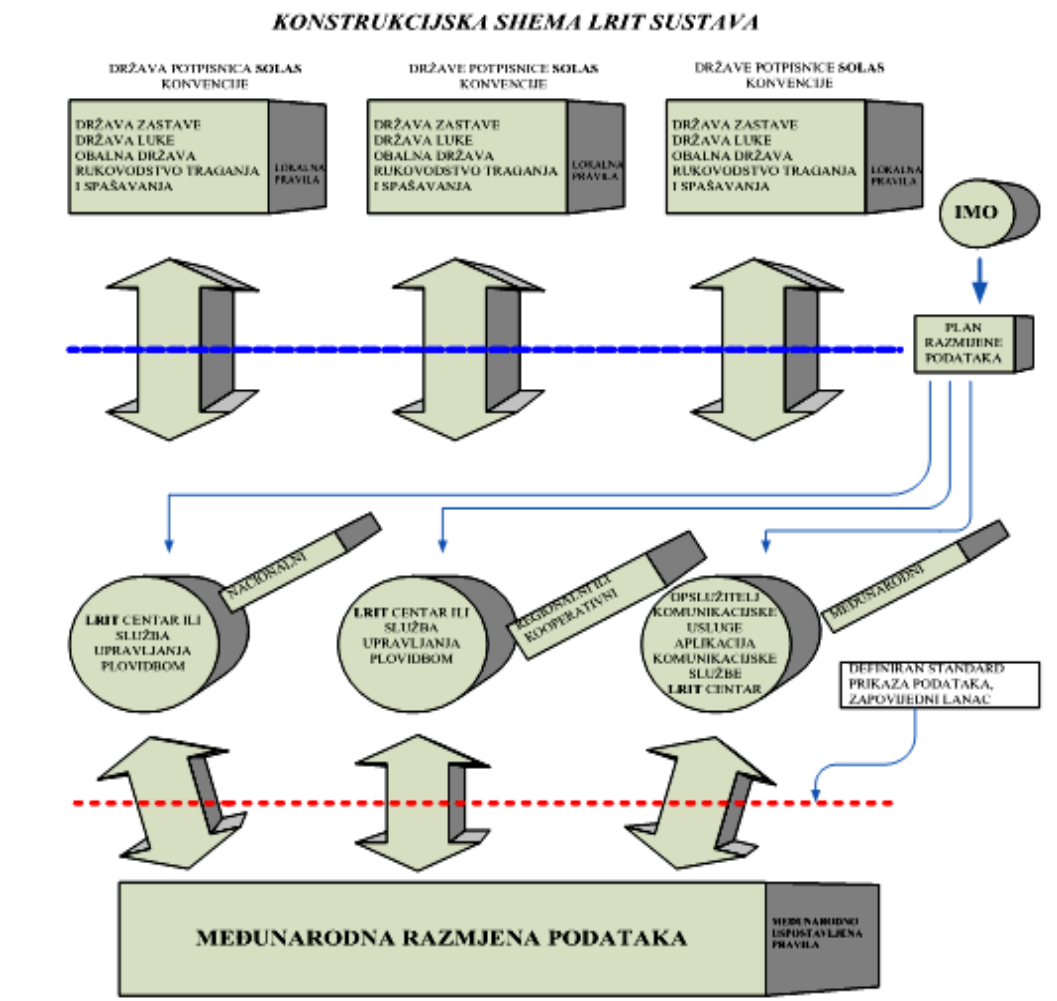 KONSTRUKCIJSKA SHEMA LRIT SUSTAVA
DRŽAVA POTPISNICA SOLAS
KONVENCIJE
DRŽAVA ZASTAVE
DRŽAVA LUKE
OBALNA DRŽAVA
RUKOVODSTVO TRAGANJA
I SPAŠAVANJA
LOKALNA
PRAVILA
DRŽAVE POTPISNICE SOLAS
KONVENCIJE
DRŽAVA ZASTAVE
DRŽAVA LUKE
OBALNA DRŽAVA
RUKOVODSTVO TRAGANJA
I SPAŠAVANJA
LOKALNA
PRAVILA
DRŽAVE POTPISNICE SOLAS
KONVENCIJE
DRŽAVA ZASTAVE
DRŽAVA LUKE
OBALNA DRŽAVA
RUKOVODSTVO TRAGANJA
I SPAŠAVANJA
LOKALNA
PRAVILA
IMO
PLAN
RAZMIJENE
PODATAKA
LRIT CENTAR ILI
SLUŽBA
UPRAVLJANJA
PLOVIDBOM
NACIONALNI
LRIT CENTAR ILI
SLUŽBA
UPRAVLJANJA
PLOVIDBOM
REGIONALNI ILI
KOOPERATIVNI
OPSLUŽITELJ
KOMUNIKACIJSKE
USLUGE
APLIKACIJA
KOMUNIKACIJSKE
SLUŽBE
LRIT CENTAR
MEĐUNARODNI
DEFINIRAN STANDARD
PRIKAZA PODATAKA,
ZAPOVIJEDNI LANAC
MEĐUNARODNA RAZMJENA PODATAKA
MEĐUNARODNO
USPOSTAVLJENA
PRAVILA